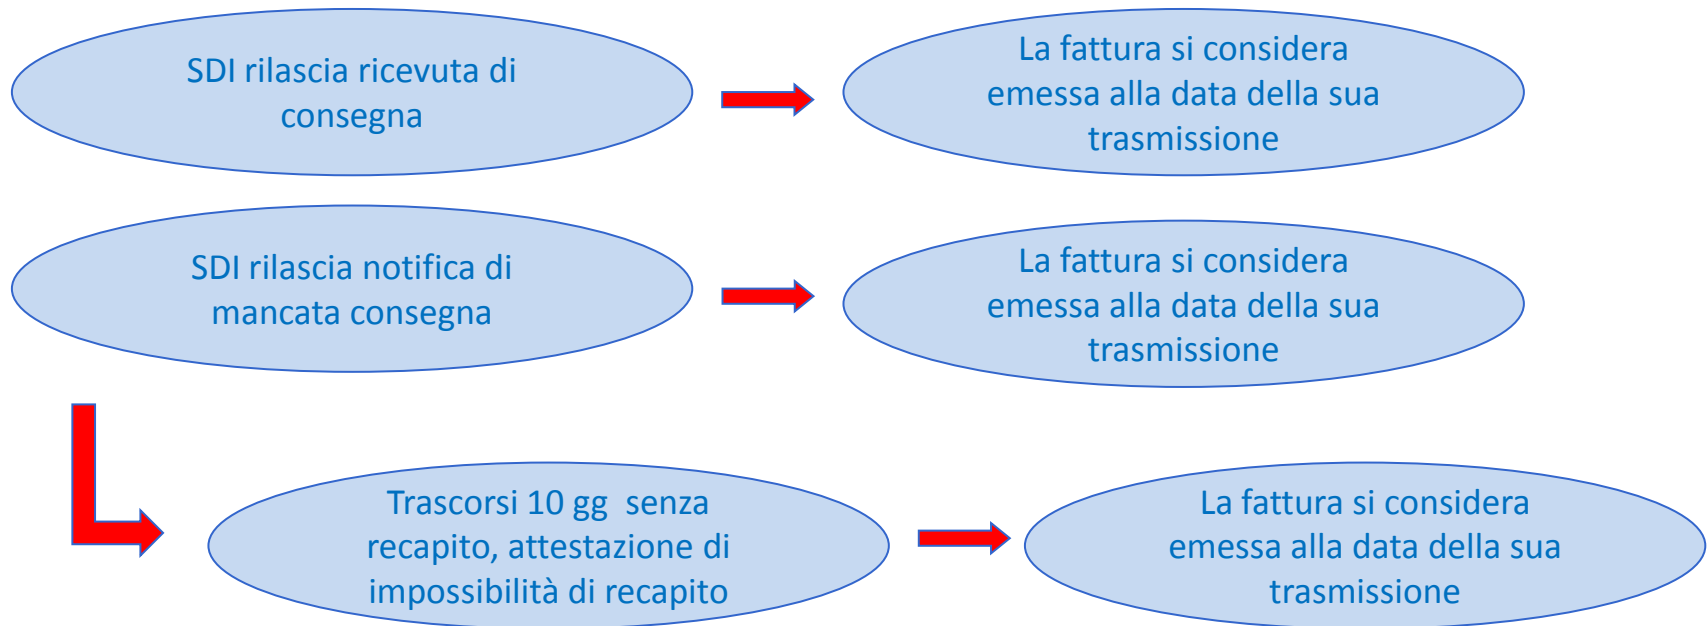 SDI rilascia ricevuta di
consegna
La fattura si considera
emessa alla data della sua
trasmissione
SDI rilascia notifica di
mancata consegna
La fattura si considera
emessa alla data della sua
trasmissione
Trascorsi 10 gg senza
recapito, attestazione di
impossibilità di recapito
La fattura si considera
emessa alla data della sua
trasmissione